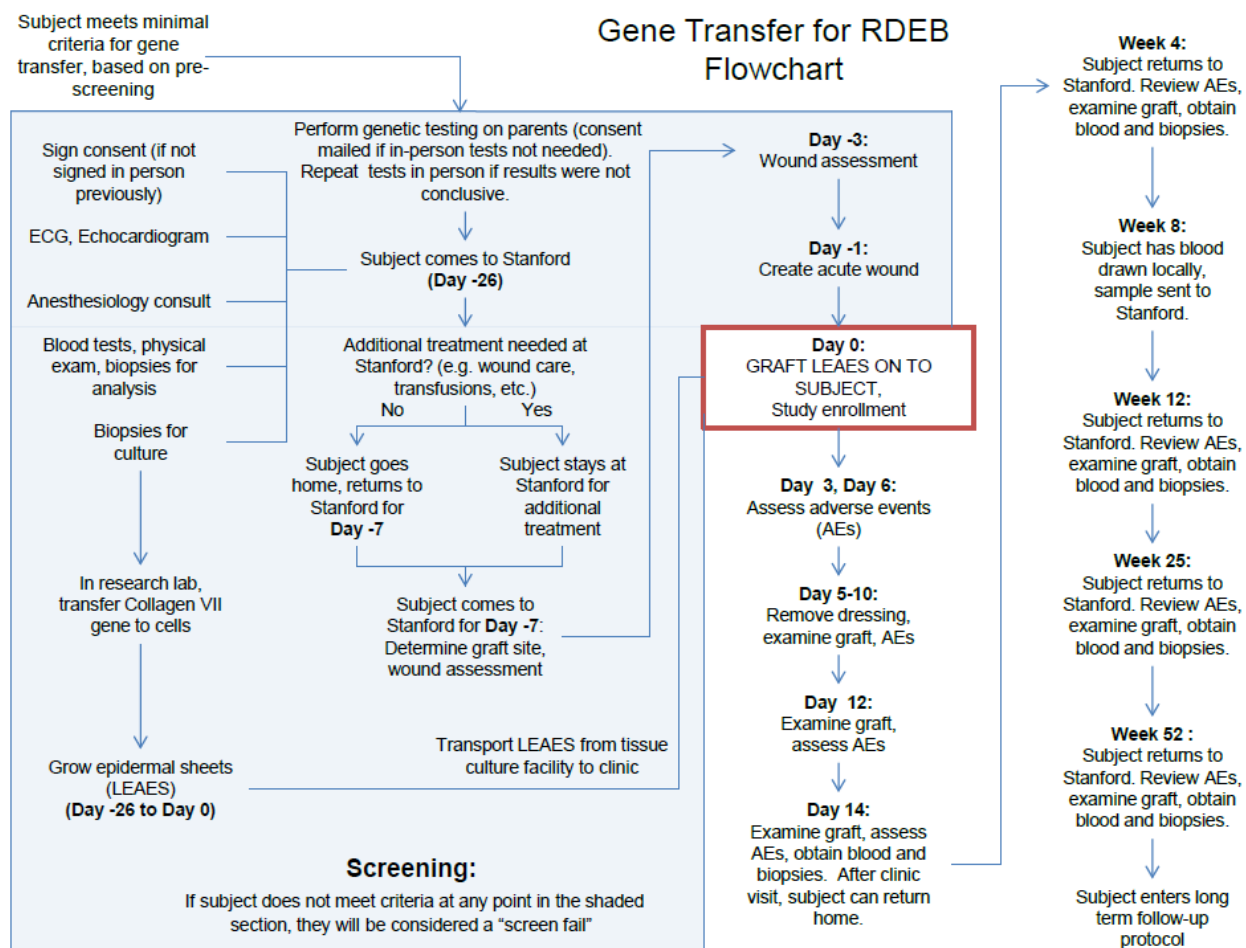 Gene Transfer for RDEB
Flowchart
Subject meets minimal
criteria for gene
transfer, based on pre-
screening
Perform genetic testing on parents (consent
mailed if in-person tests not needed).
Repeat tests in person if results were not
conclusive.
Sign consent (if not
signed in person
previously)
ECG, Echocardiogram
Anesthesiology consult
Blood tests, physical
exam, biopsies for
analysis
Biopsies for
culture
In research lab,
transfer Collagen VII
gene to cells
Grow epidermal sheets
(LEAES)
(Day -26 to Day 0)
Subject comes to Stanford
(Day -26)
Additional treatment needed at
Stanford? (e.g. wound care,
transfusions, etc.)
No
Yes
Subject goes
home, returns to
Stanford for
Day -7
Subject stays at
Stanford for
additional
treatment
Subject comes to
Stanford for Day -7:
Determine graft site,
wound assessment
Transport LEAES from tissue
culture facility to clinic
Screening:
If subject does not meet criteria at any point in the shaded
section, they will be considered a “screen fail”
Day -3:
Wound assessment
Day -1:
Create acute wound
Day 0:
GRAFT LEAES ON TO
SUBJECT,
Study enrollment
Day 3, Day 6:
Assess adverse events
(AEs)
Day 5-10:
Remove dressing,
examine graft, AEs
Day 12:
Examine graft,
assess AEs
Day 14:
Examine graft, assess
AEs, obtain blood and
biopsies. After clinic
visit, subject can return
home.
Week 4:
Subject returns to
Stanford. Review AEs,
examine graft, obtain
blood and biopsies.
Week 8:
Subject has blood
drawn locally,
sample sent to
Stanford.
Week 12:
Subject returns to
Stanford. Review AEs,
examine graft, obtain
blood and biopsies.
Week 25:
Subject returns to
Stanford. Review AEs,
examine graft, obtain
blood and biopsies.
Week 52 :
Subject returns to
Stanford. Review AEs,
examine graft, obtain
blood and biopsies.
Subject enters long
term follow-up
protocol